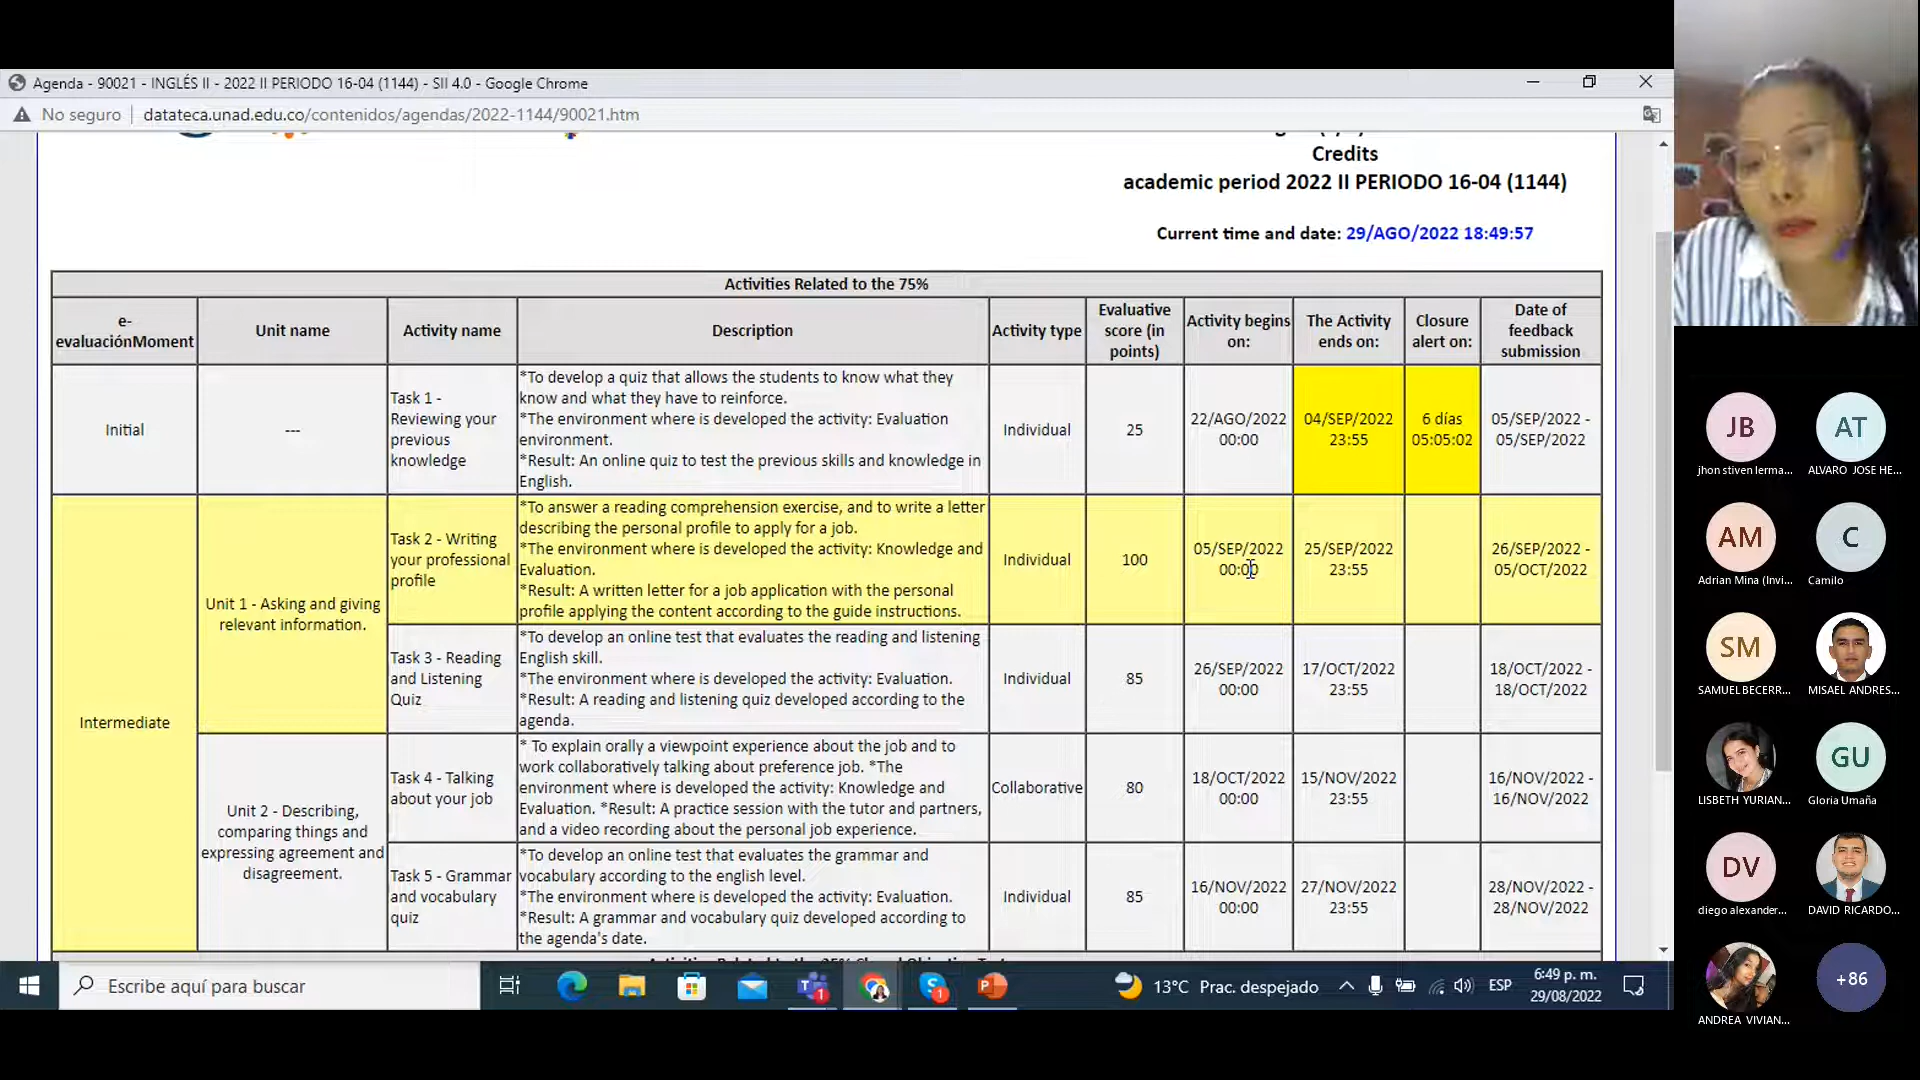 Agenda - 90021 - INGLÉS II - 2022 II PERIODO 16-04 (1144) - SII 4.0 - Google Chrome
No seguro
datateca.unad.edu.co/contenidos/agendas/2022-1144/90021.htm
Credits
academic period 2022 II PERIODO 16-04 (1144)
Current time and date: 29/AGO/2022 18:49:57
Activities Related to the 75%
e-
evaluaciónMoment
Unit name
Activity name
Description
Activity type
Evaluative
score (in
points)
Activity begins
on:
The Activity
ends on:
Closure
alert on:
Date of
feedback
submission
Initial
---
Task 1 -
Reviewing your
previous
knowledge
*To develop a quiz that allows the students to know what they
know and what they have to reinforce.
*The environment where is developed the activity: Evaluation
environment.
*Result: An online quiz to test the previous skills and knowledge in
English.
Individual
25
22/AGO/2022
00:00
04/SEP/2022
23:55
6 días
05:05:02
05/SEP/2022 -
05/SEP/2022
Intermediate
Unit 1 - Asking and giving
relevant information.
Task 2 - Writing
your professional
profile
*To answer a reading comprehension exercise, and to write a letter
describing the personal profile to apply for a job.
*The environment where is developed the activity: Knowledge and
Evaluation.
*Result: A written letter for a job application with the personal
profile applying the content according to the guide instructions.
Individual
100
05/SEP/2022
00:00
25/SEP/2022
23:55
26/SEP/2022 -
05/OCT/2022
Task 3 - Reading
and Listening
Quiz
*To develop an online test that evaluates the reading and listening
English skill.
*The environment where is developed the activity: Evaluation.
*Result: A reading and listening quiz developed according to the
agenda.
Individual
85
26/SEP/2022
00:00
17/OCT/2022
23:55
18/OCT/2022 -
18/OCT/2022
Unit 2 - Describing,
comparing things and
expressing agreement and
disagreement.
Task 4 - Talking
about your job
* To explain orally a viewpoint experience about the job and to
work collaboratively talking about preference job. *The
environment where is developed the activity: Knowledge and
Evaluation. *Result: A practice session with the tutor and partners,
and a video recording about the personal job experience.
Collaborative
80
18/OCT/2022
00:00
15/NOV/2022
23:55
16/NOV/2022 -
16/NOV/2022
Task 5 - Grammar
and vocabulary
quiz
*To develop an online test that evaluates the grammar and
vocabulary according to the english level.
*The environment where is developed the activity: Evaluation.
*Result: A grammar and vocabulary quiz developed according to
the agenda's date.
Individual
85
16/NOV/2022
00:00
27/NOV/2022
23:55
28/NOV/2022 -
28/NOV/2022
Escribe aquí para buscar
1
1
13°C Prac. despejado
ESP
6:49 p. m.
29/08/2022
JB
jhon stiven lerma...
AT
ALVARO JOSE HE...
AM
Adrian Mina (Invi...
C
Camilo
SM
SAMUEL BECERR...
MISAEL ANDRES...
LISBETH YURIAN...
GU
Gloria Umaña
DV
diego alexander...
DAVID RICARDO...
ANDREA VIVIAN...
+86